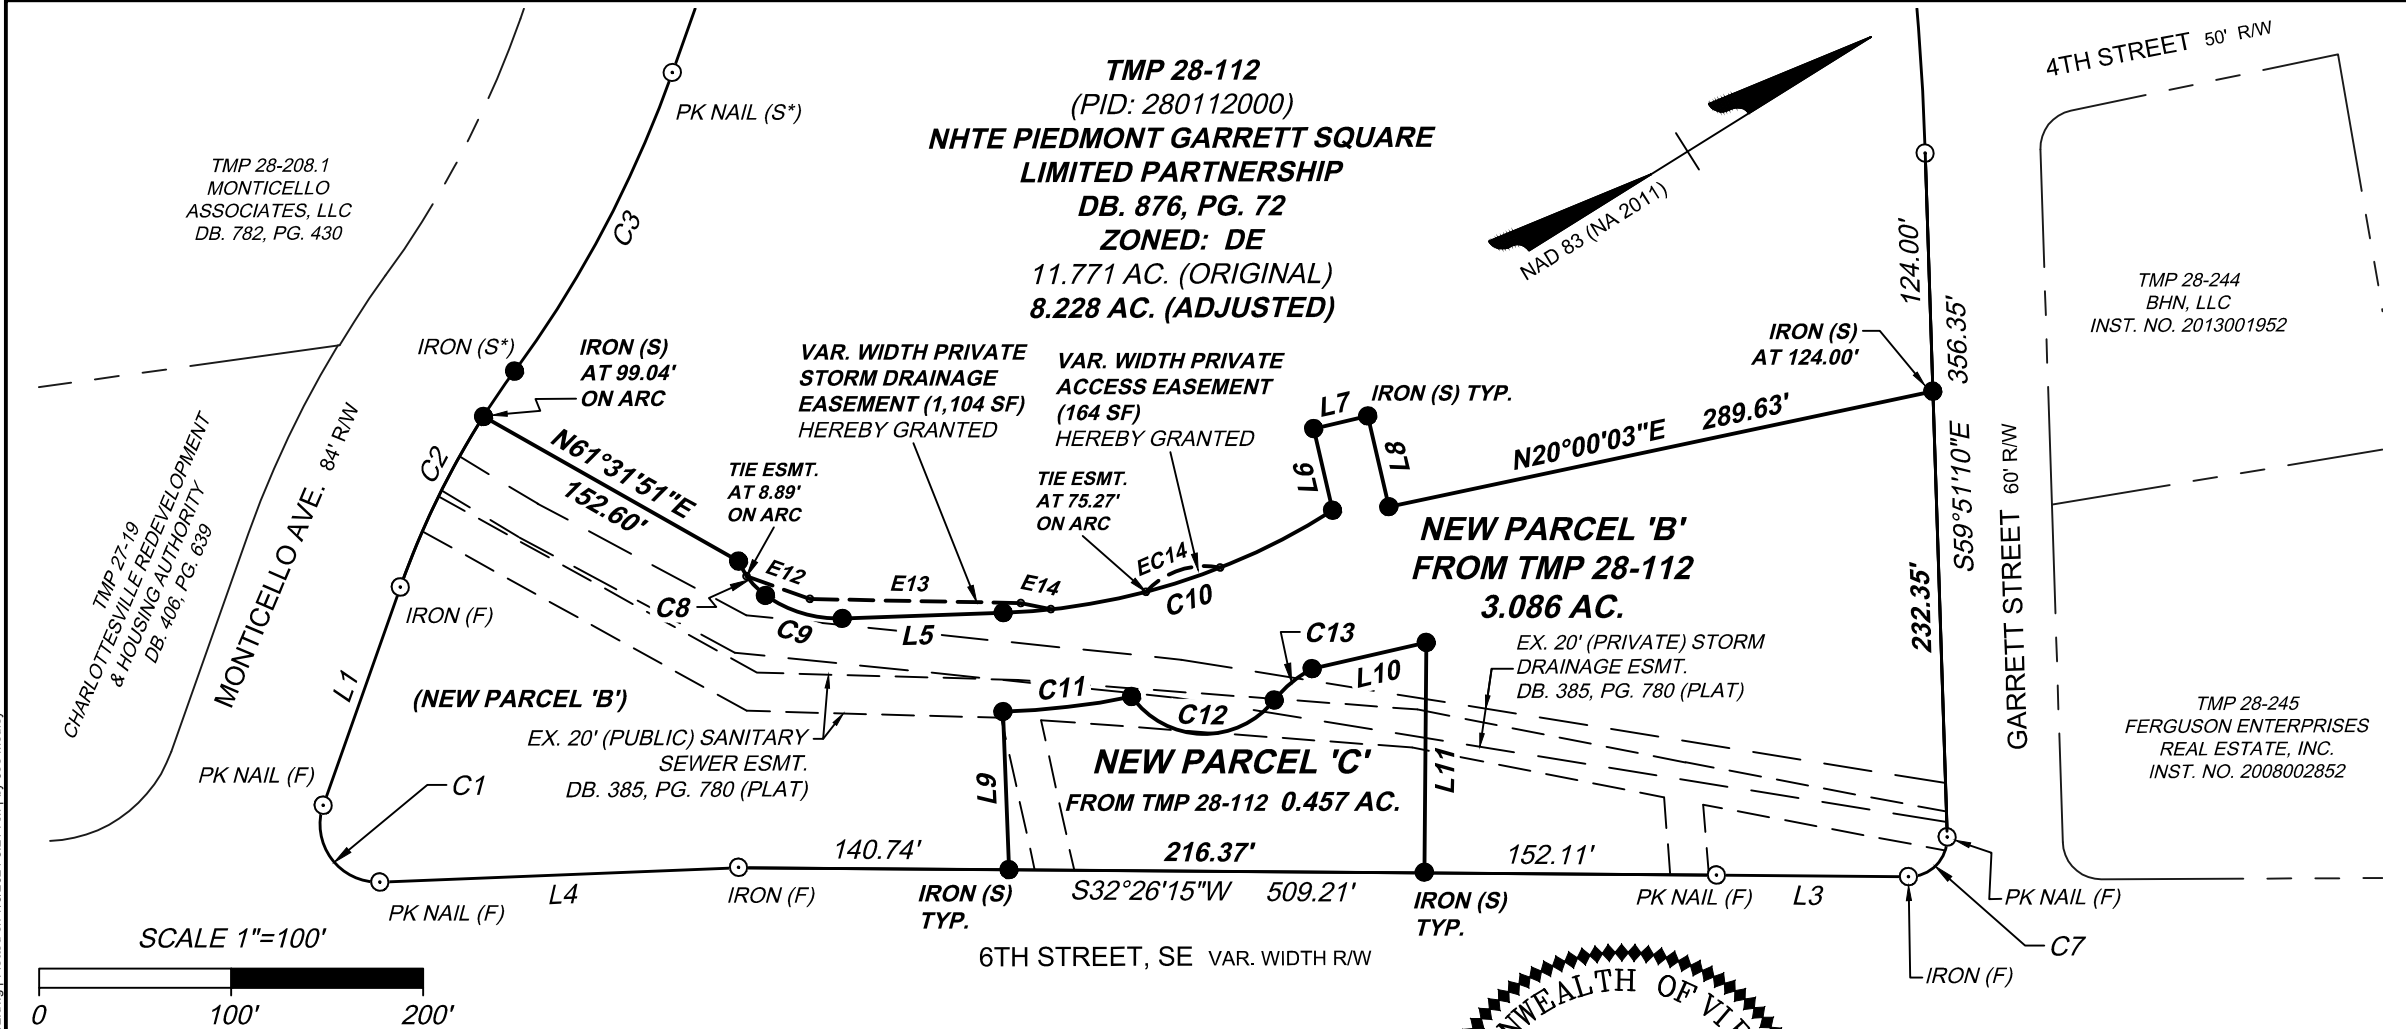 4TH STREET 50' R/W
TMP 28-112
(PID: 280112000)
NHTE PIEDMONT GARRETT SQUARE
LIMITED PARTNERSHIP
DB. 876, PG. 72
ZONED: DE
11.771 AC. (ORIGINAL)
8.228 AC. (ADJUSTED)
PK NAIL (S*)
TMP 28-208.1
MONTICELLO
ASSOCIATES, LLC
DB. 782, PG. 430
C3
NAD 83 (NA 2011)
124.00'
356.35'
S59°51'10"E
TMP 28-244
BHN, LLC
INST. NO. 2013001952
IRON (S*)
IRON (S)
AT 99.04'
ON ARC
VAR. WIDTH PRIVATE
STORM DRAINAGE
EASEMENT (1,104 SF)
HEREBY GRANTED
VAR. WIDTH PRIVATE
ACCESS EASEMENT
(164 SF)
HEREBY GRANTED
IRON (S)
AT 124.00'
L7
IRON (S) TYP.
L6
L8
N20°00'03"E 289.63'
C2
N61°31'51"E
152.60'
TIE ESMT.
AT 8.89'
ON ARC
TIE ESMT.
AT 75.27'
ON ARC
TMP 27-19
CHARLOTTESVILLE REDEVELOPMENT
& HOUSING AUTHORITY
DB. 406, PG. 639
MONTICELLO AVE. 84' R/W
E12
E13
E14
EC14
C8
C9
L5
C10
NEW PARCEL 'B'
FROM TMP 28-112
3.086 AC.
232.35'
GARRETT STREET 60' R/W
IRON (F)
L1
C13
L10
EX. 20' (PRIVATE) STORM
DRAINAGE ESMT.
DB. 385, PG. 780 (PLAT)
(NEW PARCEL 'B')
C11
C12
EX. 20' (PUBLIC) SANITARY
SEWER ESMT.
DB. 385, PG. 780 (PLAT)
TMP 28-245
FERGUSON ENTERPRISES
REAL ESTATE, INC.
INST. NO. 2008002852
PK NAIL (F)
C1
L9
NEW PARCEL 'C'
FROM TMP 28-112 0.457 AC.
L11
140.74'
216.37'
152.11'
PK NAIL (F)
L4
IRON (F)
IRON (S)
TYP.
S32°26'15"W 509.21'
IRON (S)
TYP.
PK NAIL (F)
L3
PK NAIL (F)
C7
IRON (F)
SCALE 1"=100'
0 100' 200'
6TH STREET, SE VAR. WIDTH R/W
NWEALTH OF VI